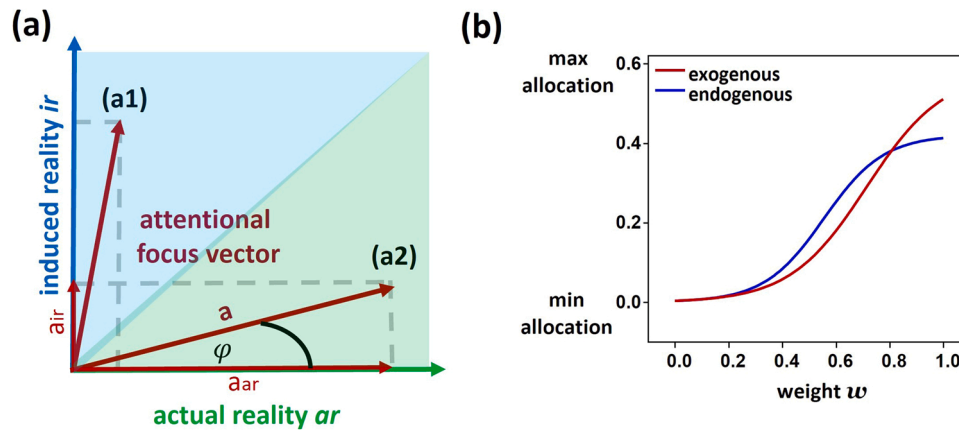 (a)
induced reality ir
(a1)
attentional
focus vector
(a2)
a
φ
air
aar
actual reality ar
(b)
max
allocation
min
allocation
0.6
0.4
0.2
0.0
exogenous
endogenous
0.0 0.2 0.4 0.6 0.8 1.0
weight w